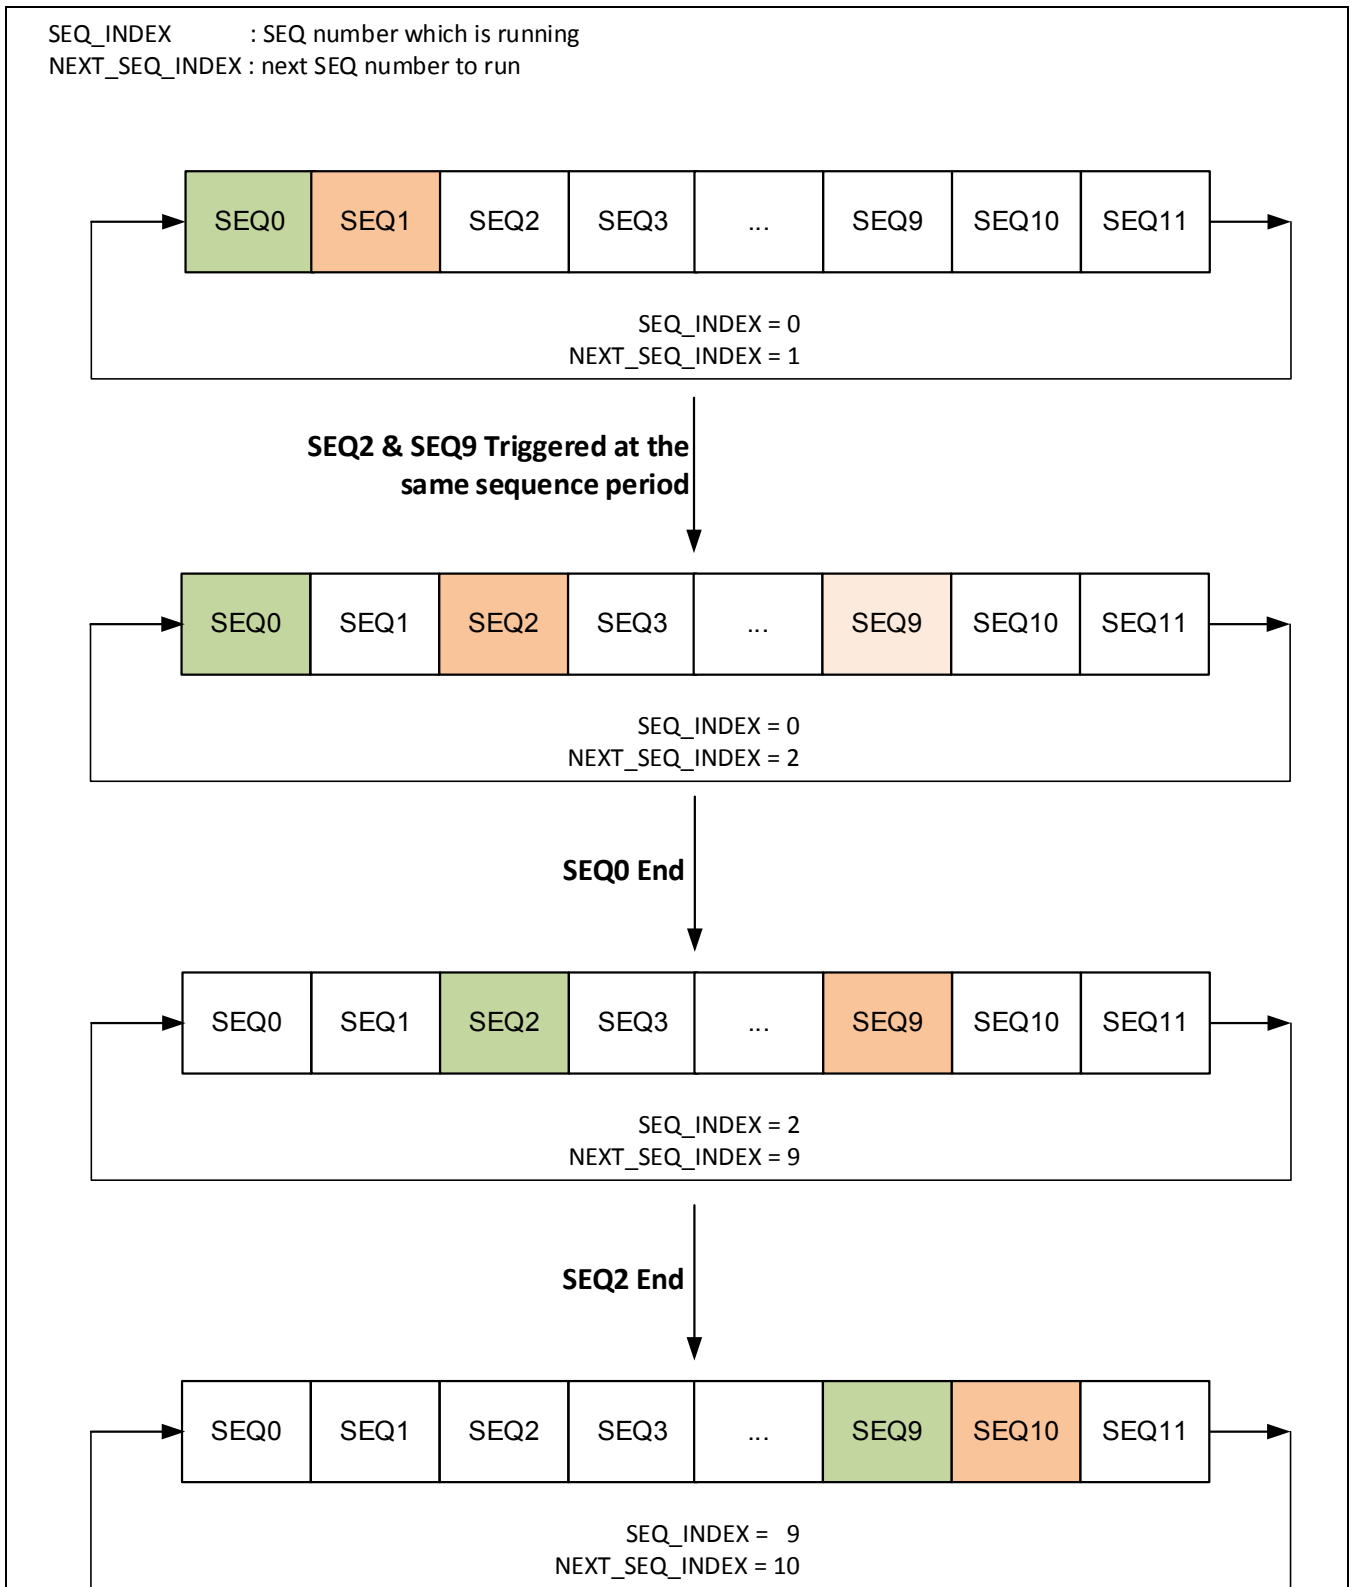 SEQ_INDEX : SEQ number which is running
NEXT_SEQ_INDEX : next SEQ number to run
SEQ0 SEQ1 SEQ2 SEQ3 ... SEQ9 SEQ10 SEQ11
SEQ_INDEX = 0
NEXT_SEQ_INDEX = 1
SEQ2 & SEQ9 Triggered at the
same sequence period
SEQ0 SEQ1 SEQ2 SEQ3 ... SEQ9 SEQ10 SEQ11
SEQ_INDEX = 0
NEXT_SEQ_INDEX = 2
SEQ0 End
SEQ0 SEQ1 SEQ2 SEQ3 ... SEQ9 SEQ10 SEQ11
SEQ_INDEX = 2
NEXT_SEQ_INDEX = 9
SEQ2 End
SEQ0 SEQ1 SEQ2 SEQ3 ... SEQ9 SEQ10 SEQ11
SEQ_INDEX = 9
NEXT_SEQ_INDEX = 10